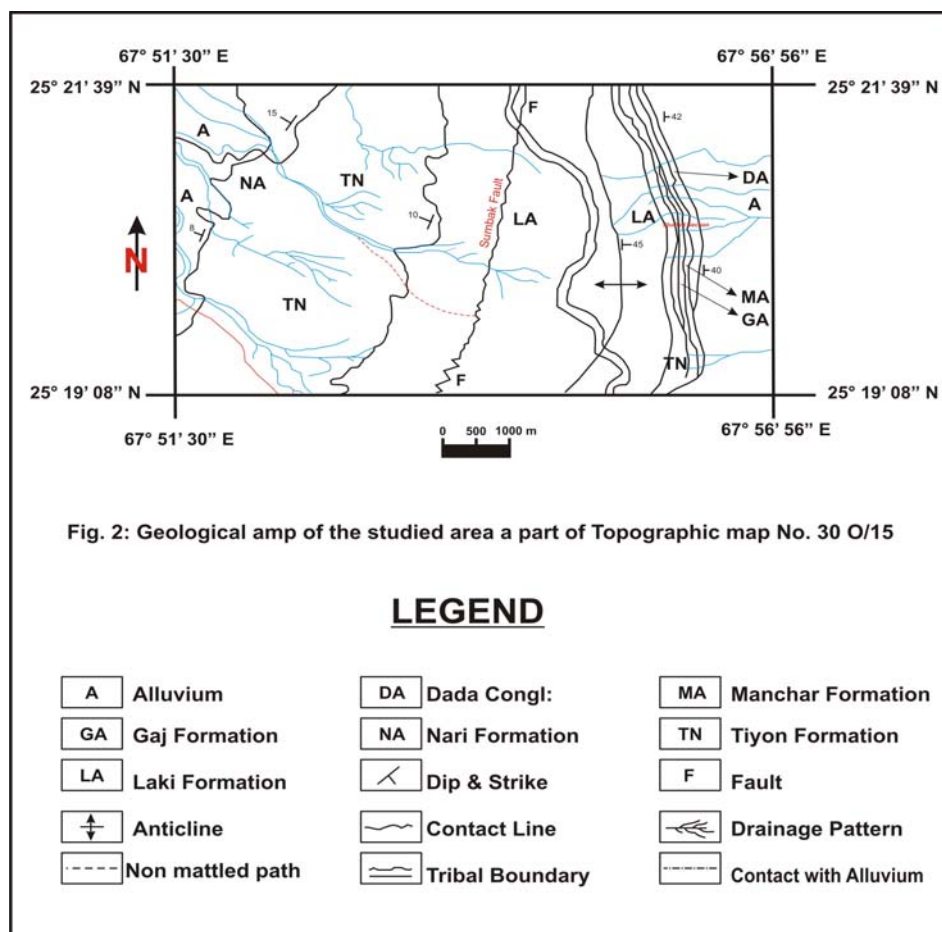 67° 51' 30" E 67° 56' 56" E
25° 21' 39" N 25° 21' 39" N
F
15
42
A
DA
NA TN
A
A
10
Sumbak Fault
LA LA
N
8
45
40
MA
TN
GA
TN
F
25° 19' 08" N 25° 19' 08" N
67° 51' 30" E 67° 56' 56" E
0 500 1000 m
Fig. 2: Geological amp of the studied area a part of Topographic map No. 30 O/15
LEGEND
A Alluvium DA Dada Congl: MA Manchar Formation
GA Gaj Formation NA Nari Formation TN Tiyon Formation
LA Laki Formation Dip & Strike F Fault
Anticline Contact Line Drainage Pattern
Non mattled path Tribal Boundary Contact with Alluvium